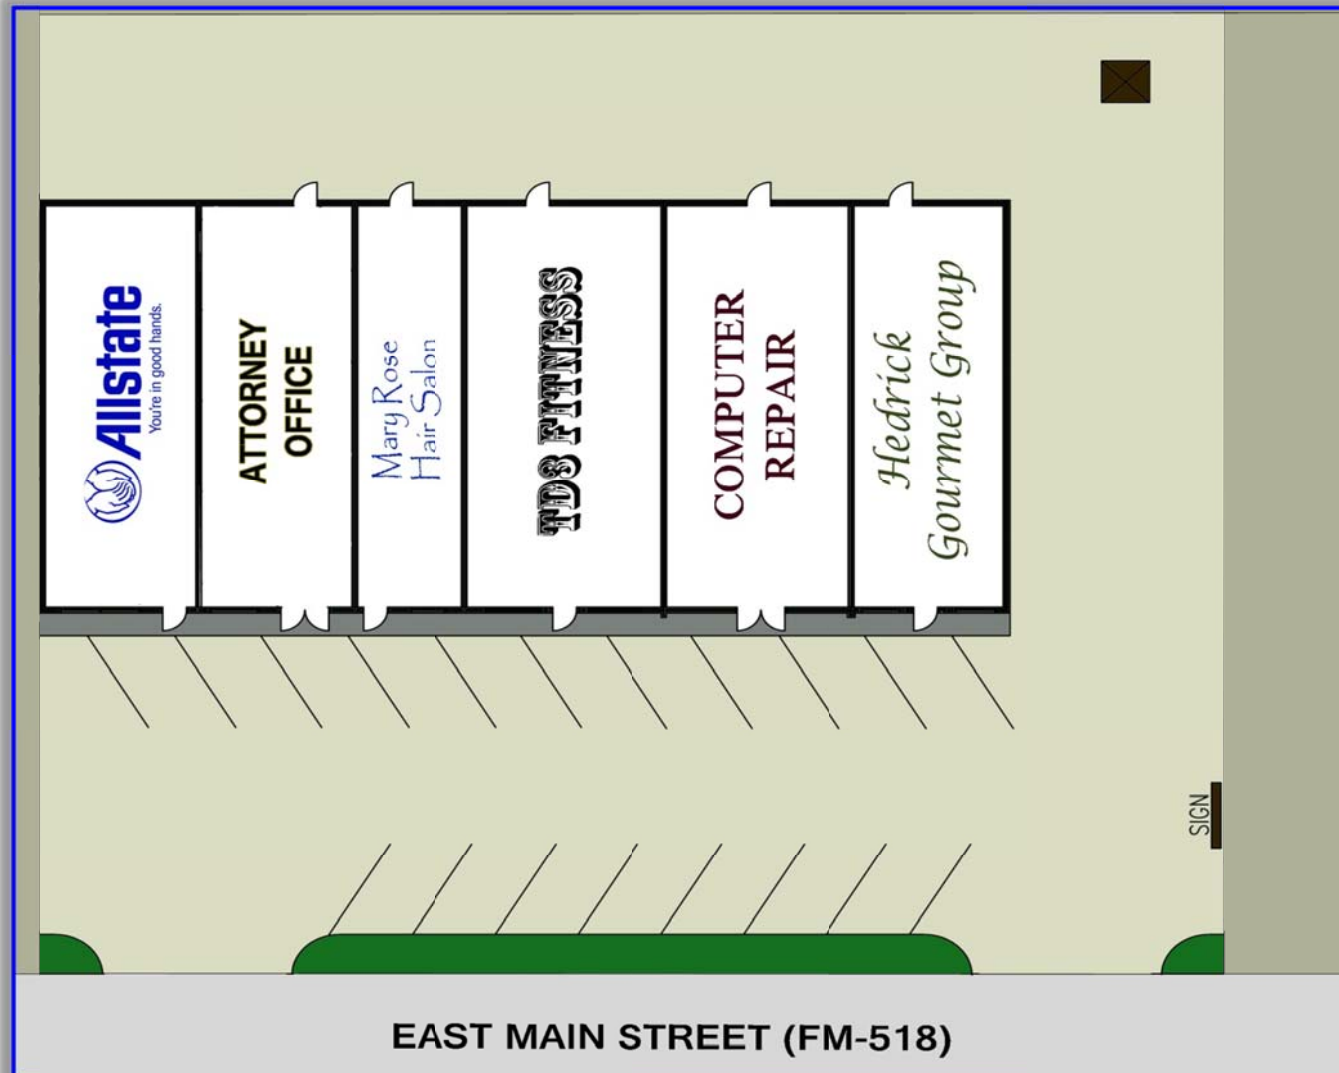 Allstate
You're in good hands.
ATTORNEY
OFFICE
Mary Rose
Hair Salon
TDS FITNESS
COMPUTER
REPAIR
Hedrick
Gourmet Group
SIGN
EAST MAIN STREET (FM-518)